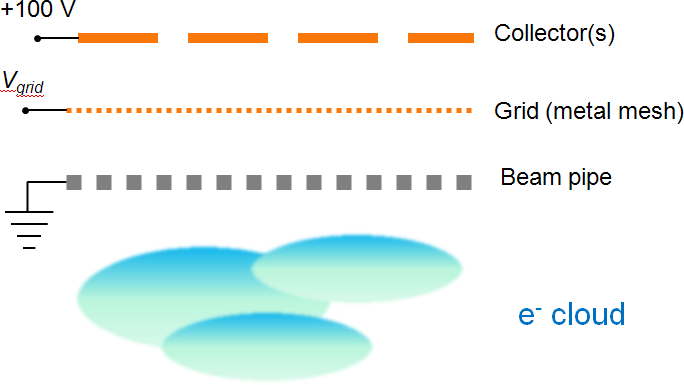 +100 V
Collector(s)
Vgrid
Grid (metal mesh)
Beam pipe
e- cloud